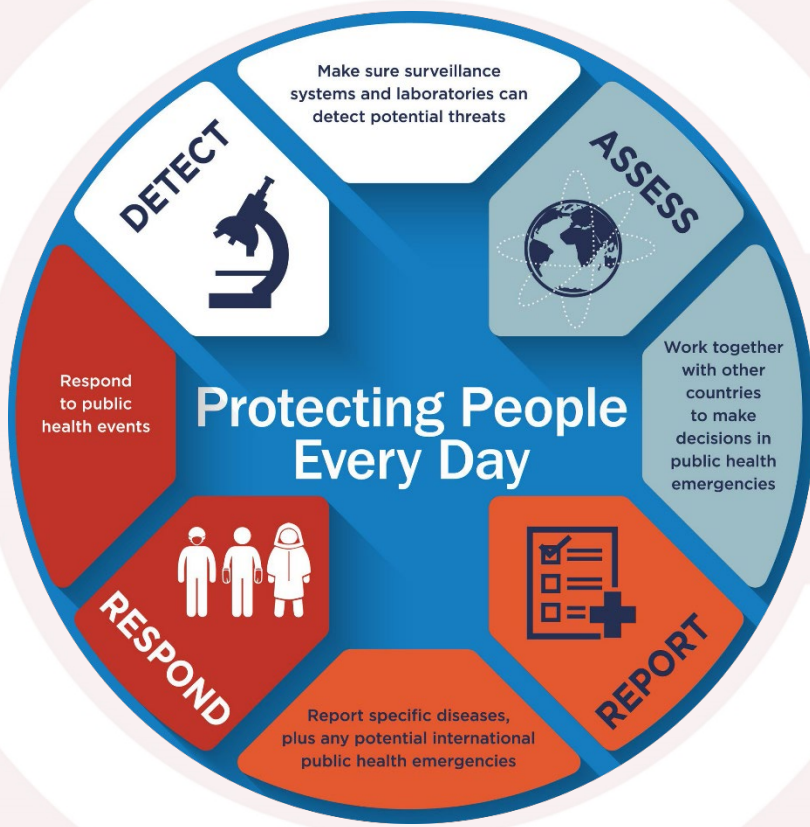 DETECT
Make sure surveillance
systems and laboratories can
detect potential threats
ASSESS
Work together
with other
countries
to make
decisions in
public health
emergencies
REPORT
Report specific diseases,
plus any potential international
public health emergencies
RESPOND
Respond
to public
health events
Protecting People
Every Day